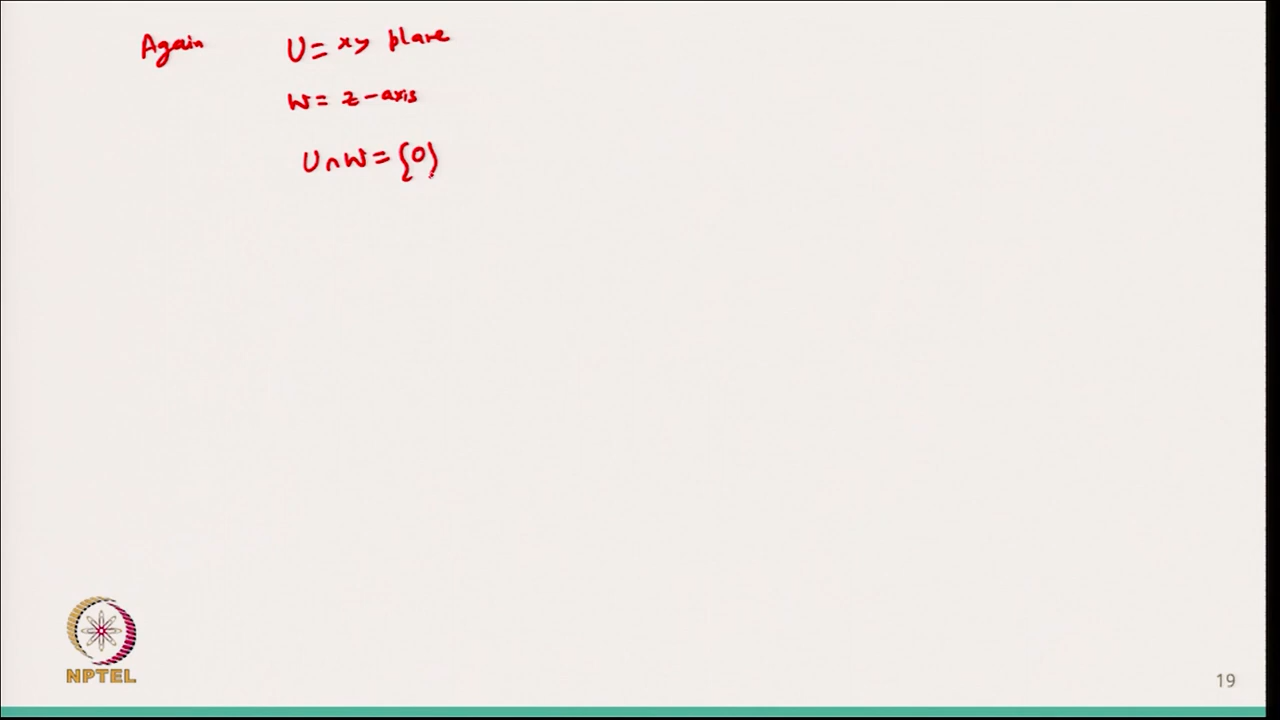 Again U = xy plane
W = z-axis
U∩W = {0}
NPTEL
19